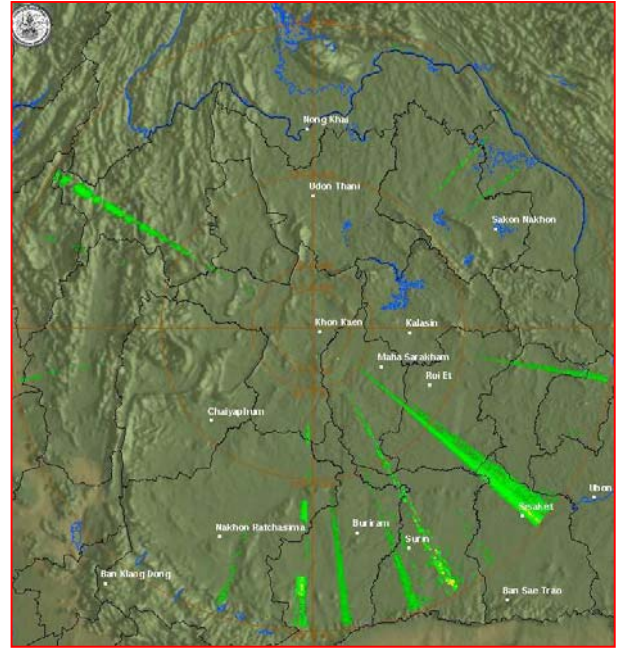 Nong Khai
Udon Thani
Sakon Nakhon
Khon Kaen
Kalasin
Maha Sarakham
Roi Et
Chaiyaphum
Ubon
Sisaket
Nakhon Ratchasima
Buriram
Surin
Ban Klang Dong
Ban Sae Trao